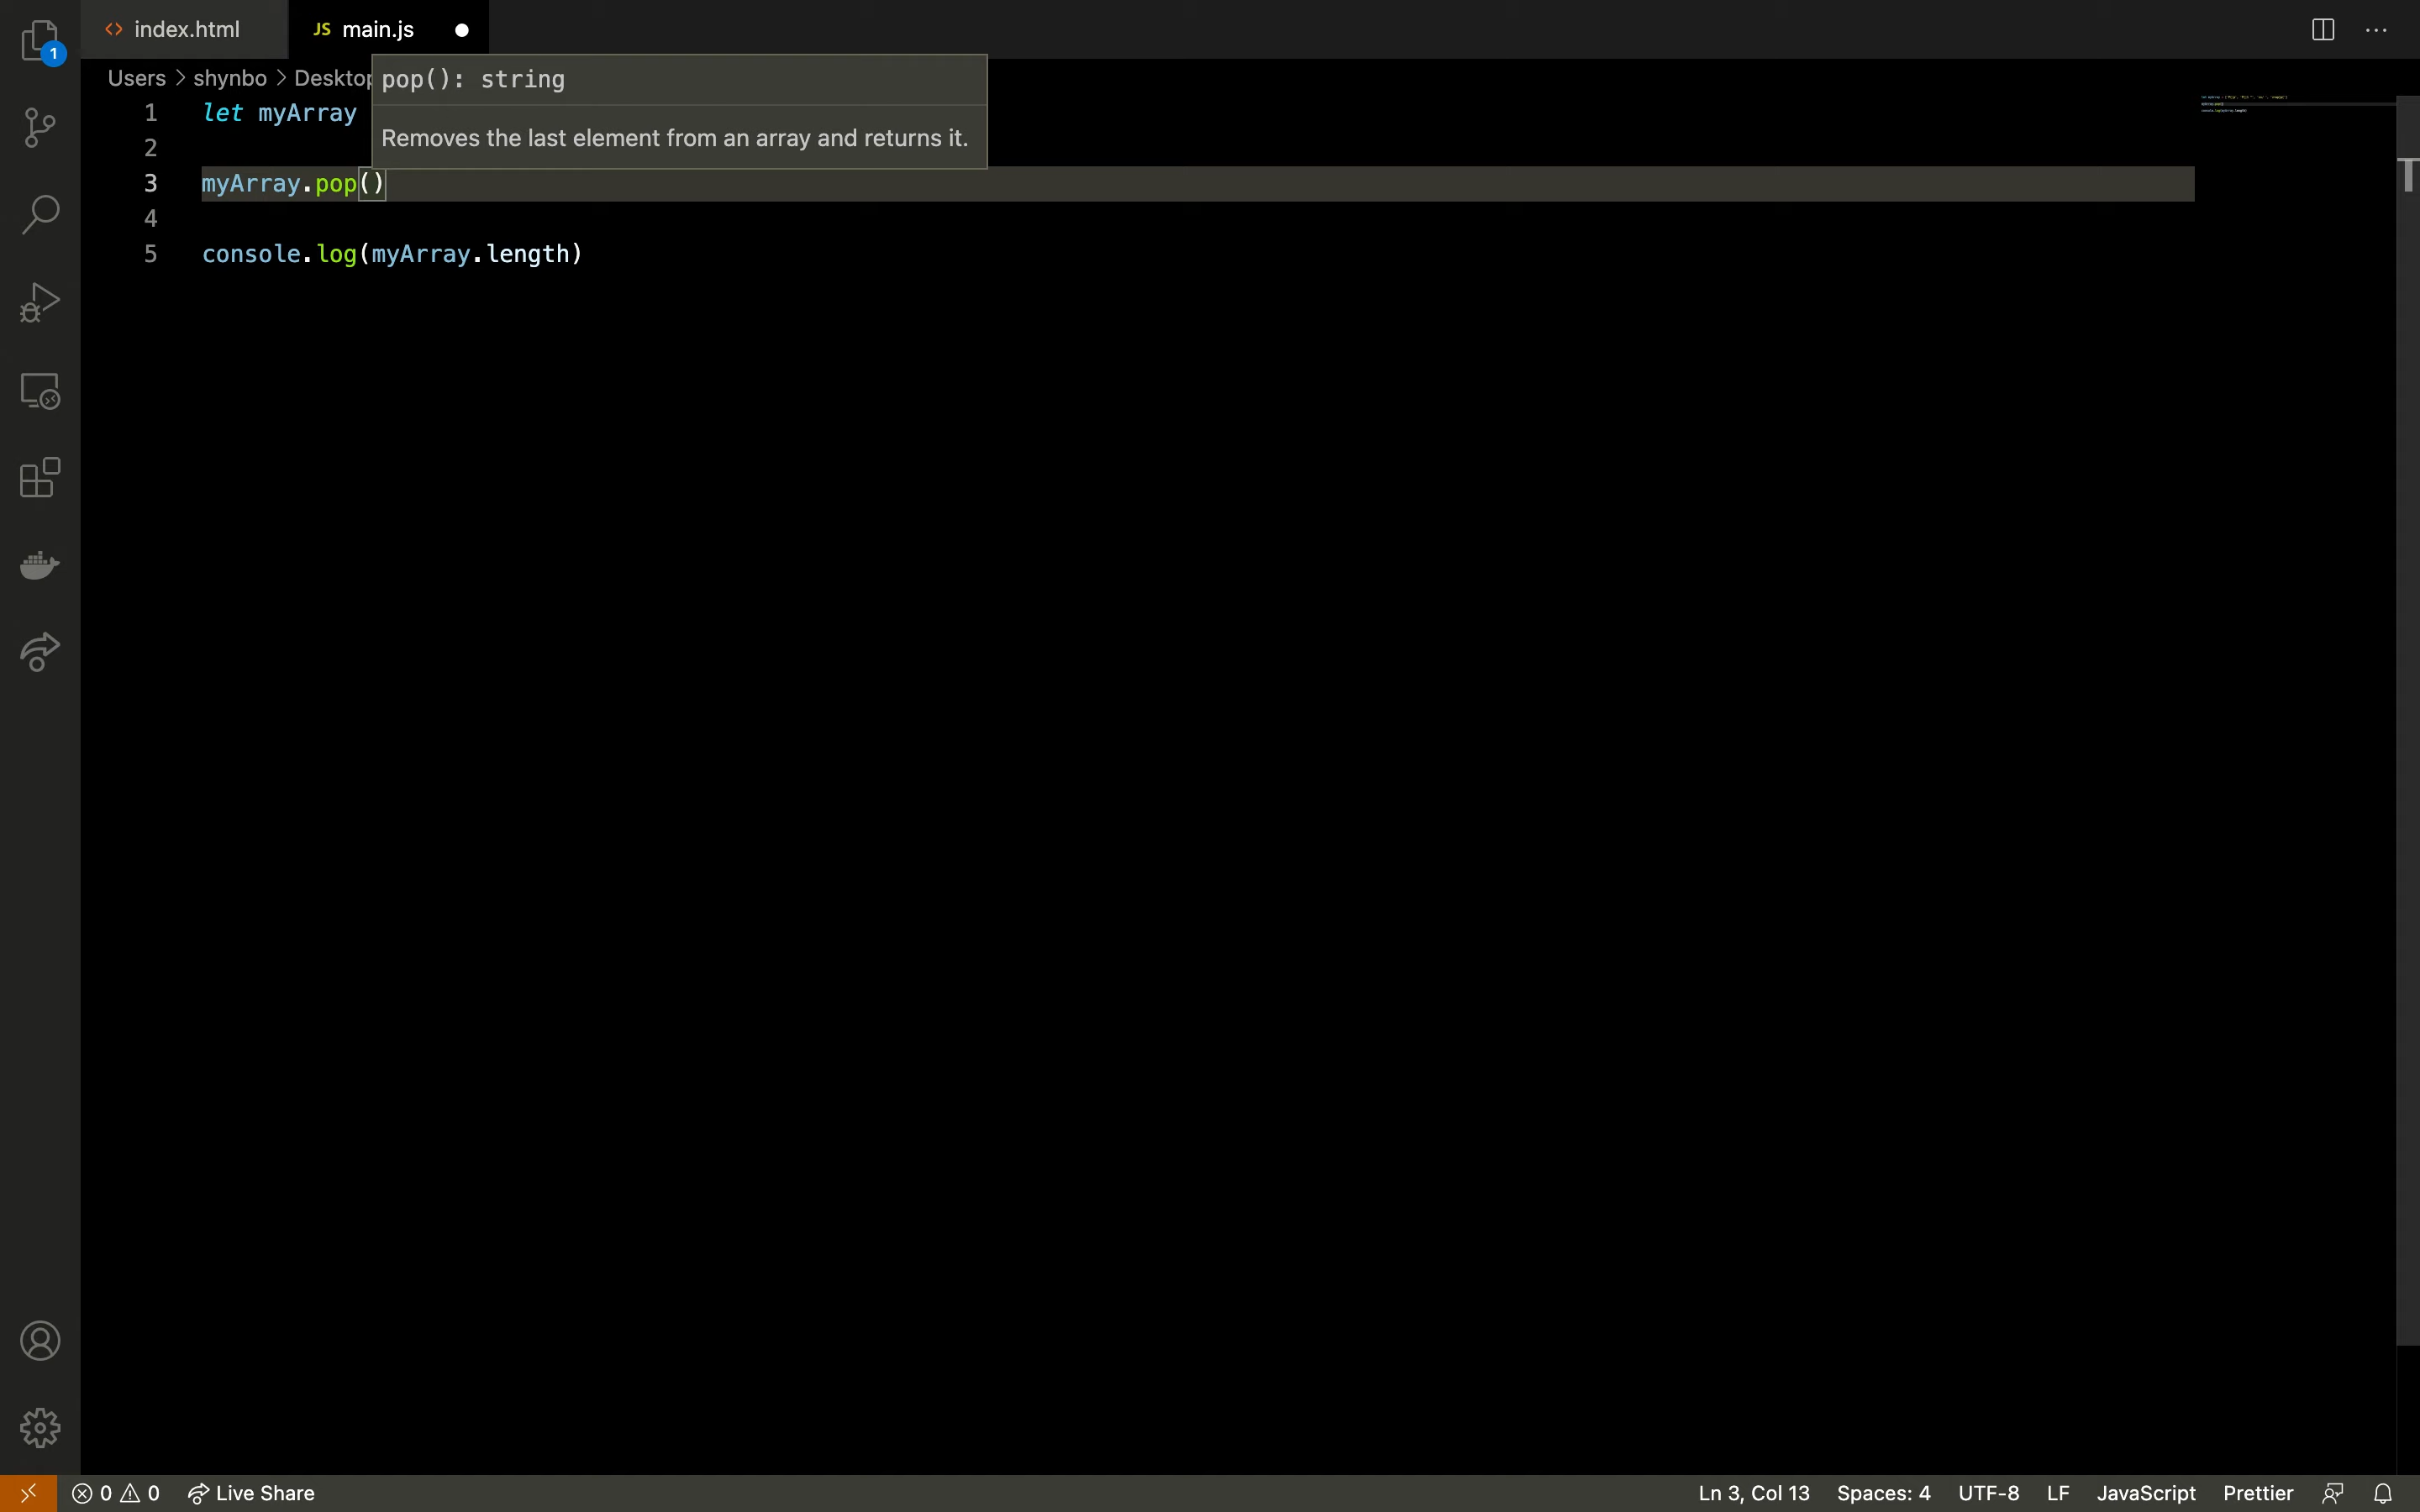 index.html
JS main.js
Users > shynbo > Desktop
pop(): string
Removes the last element from an array and returns it.
1 let myArray
2
3 myArray.pop()
4
5 console.log(myArray.length)
1
0 0 Live Share
Ln 3, Col 13 Spaces: 4 UTF-8 LF JavaScript Prettier